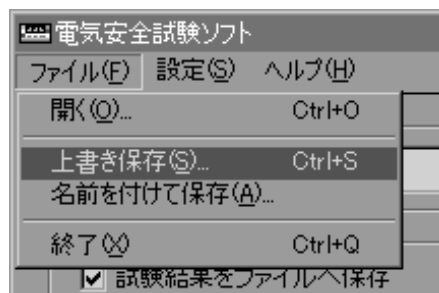 電気安全試験ソフト
ファイル(F) 設定(S) ヘルプ(H)
開く(O)... Ctrl+O
上書き保存(S)... Ctrl+S
名前を付けて保存(A)...
終了(X) Ctrl+Q
試験結果をファイルへ保存